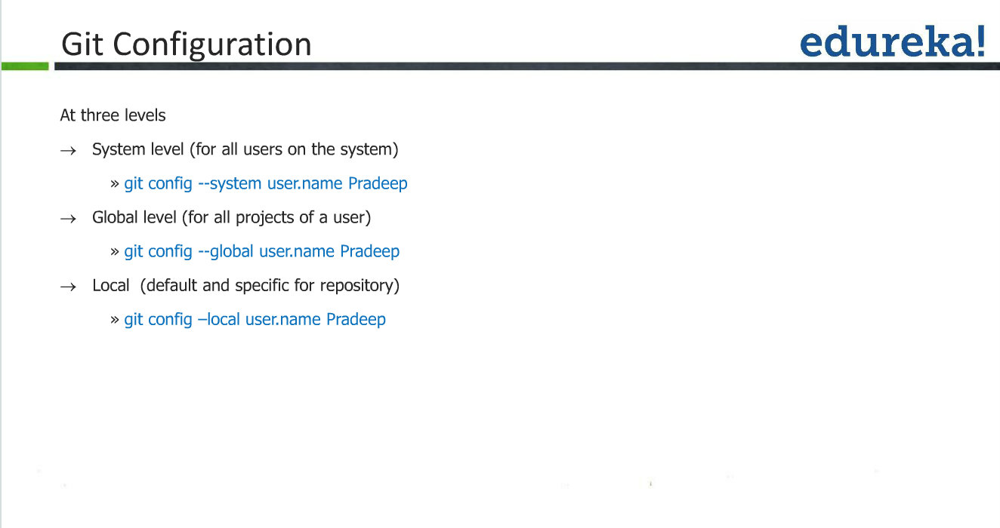 Git Configuration
edureka!
At three levels
→ System level (for all users on the system)
» git config --system user.name Pradeep
→ Global level (for all projects of a user)
» git config --global user.name Pradeep
→ Local (default and specific for repository)
» git config –local user.name Pradeep